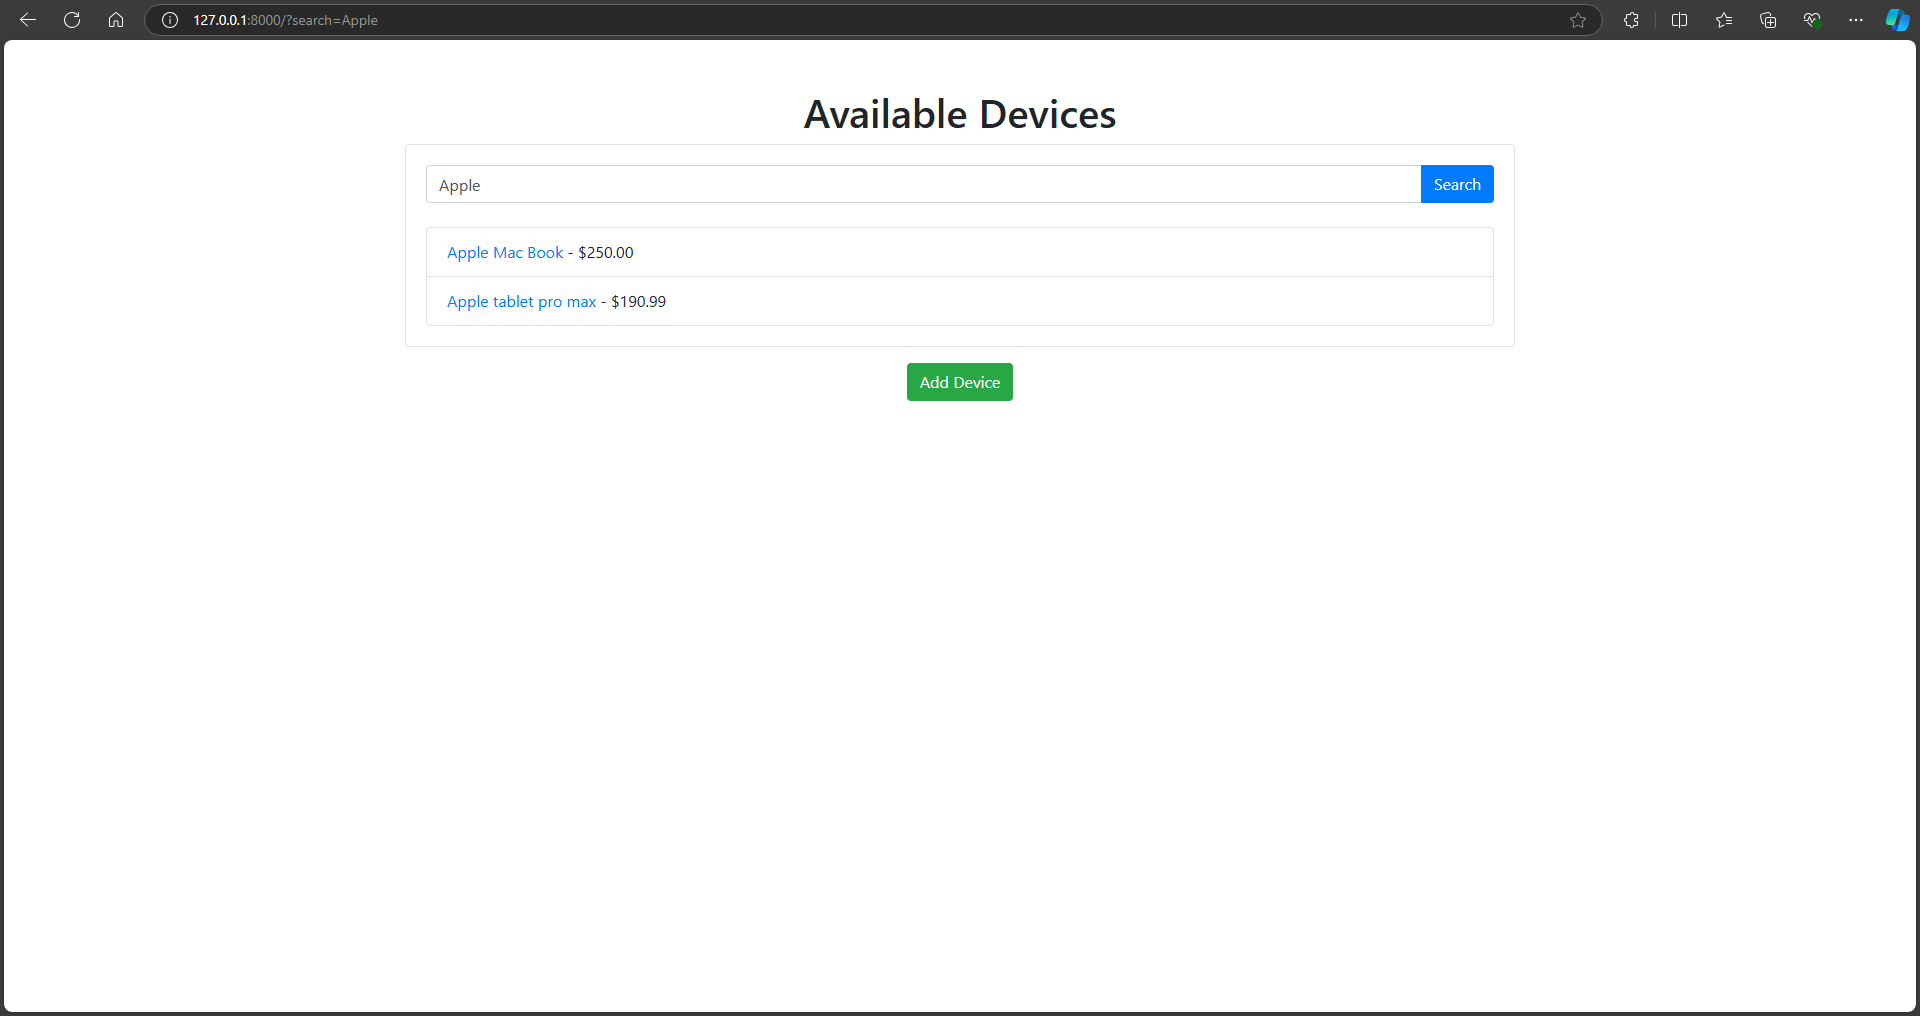 127.0.0.1:8000/?search=Apple
Available Devices
Apple
Search
Apple Mac Book - $250.00
Apple tablet pro max - $190.99
Add Device